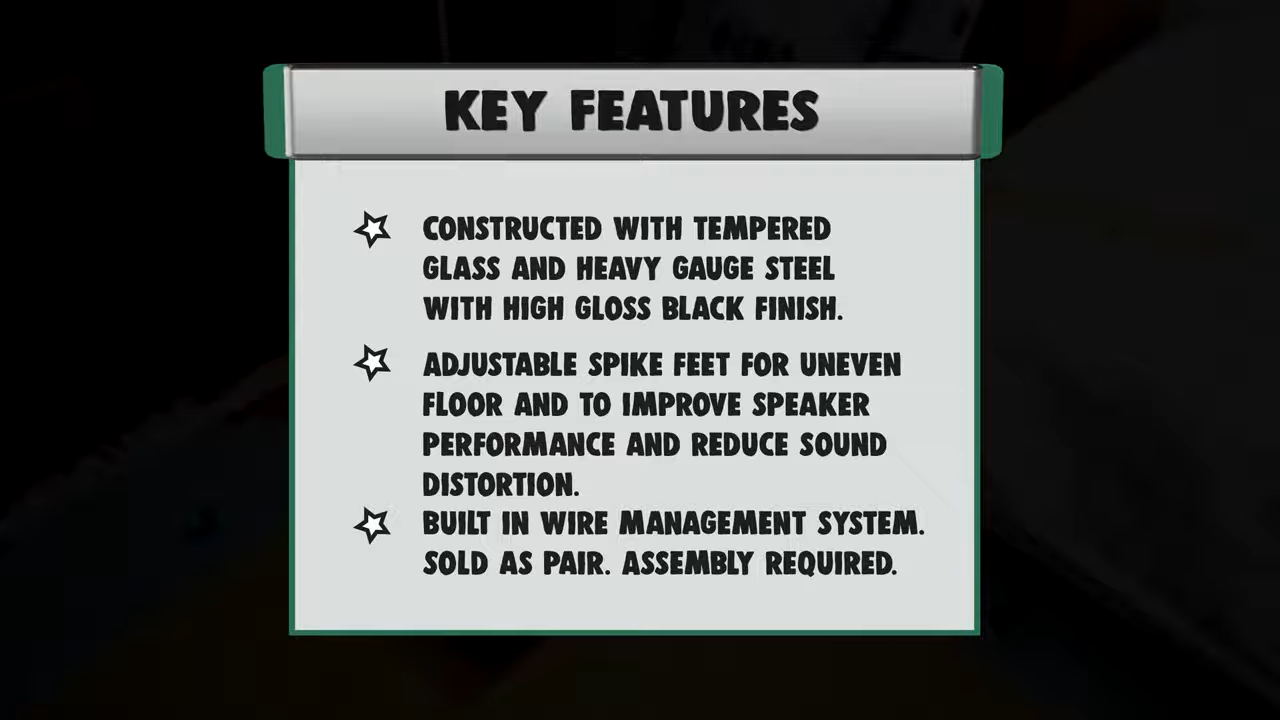 KEY FEATURES
CONSTRUCTED WITH TEMPERED
GLASS AND HEAVY GAUGE STEEL
WITH HIGH GLOSS BLACK FINISH.
ADJUSTABLE SPIKE FEET FOR UNEVEN
FLOOR AND TO IMPROVE SPEAKER
PERFORMANCE AND REDUCE SOUND
DISTORTION.
BUILT IN WIRE MANAGEMENT SYSTEM.
SOLD AS PAIR. ASSEMBLY REQUIRED.